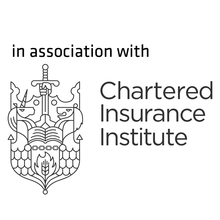 in association with
Chartered
Insurance
Institute